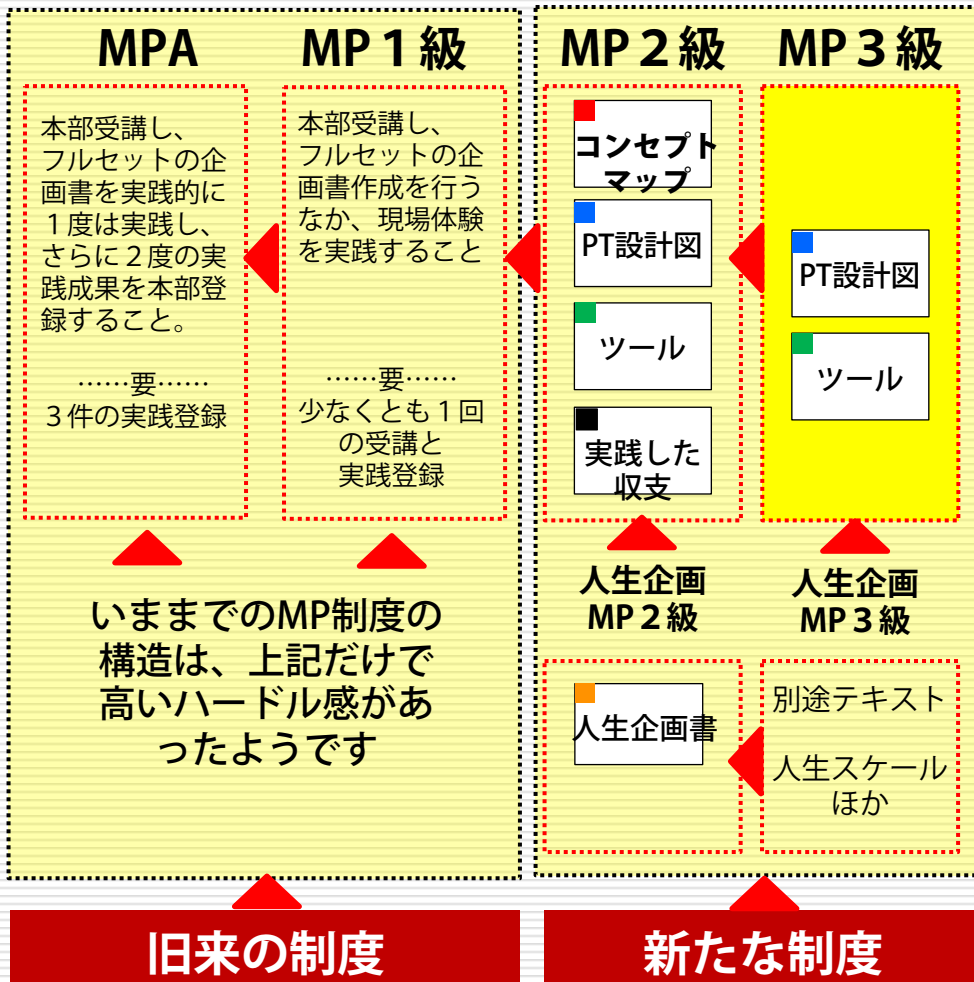 MPA
MP１級
MP２級
MP３級
本部受講し、
フルセットの企
画書を実践的に
１度は実践し、
さらに２度の実
践成果を本部登
録すること。
……要……
３件の実践登録
本部受講し、
フルセットの企
画書作成を行う
なか、現場体験
を実践すること
……要……
少なくとも１回
の受講と
実践登録
コンセプト
マップ
PT設計図
ツール
実践した
収支
PT設計図
ツール
いままでのMP制度の
構造は、上記だけで
高いハードル感があ
ったようです
人生企画
MP２級
人生企画
MP３級
人生企画書
別途テキスト
人生スケール
ほか
旧来の制度
新たな制度